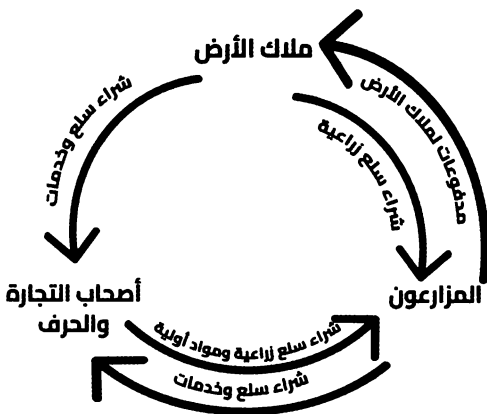 ملاك الأرض
شراء سلع وخدمات
شراء سلع زراعية
مدفوعات لملاك الأرض
المزارعون
أصحاب التجارة
والحرف
شراء سلع زراعية ومواد أولية
شراء سلع وخدمات